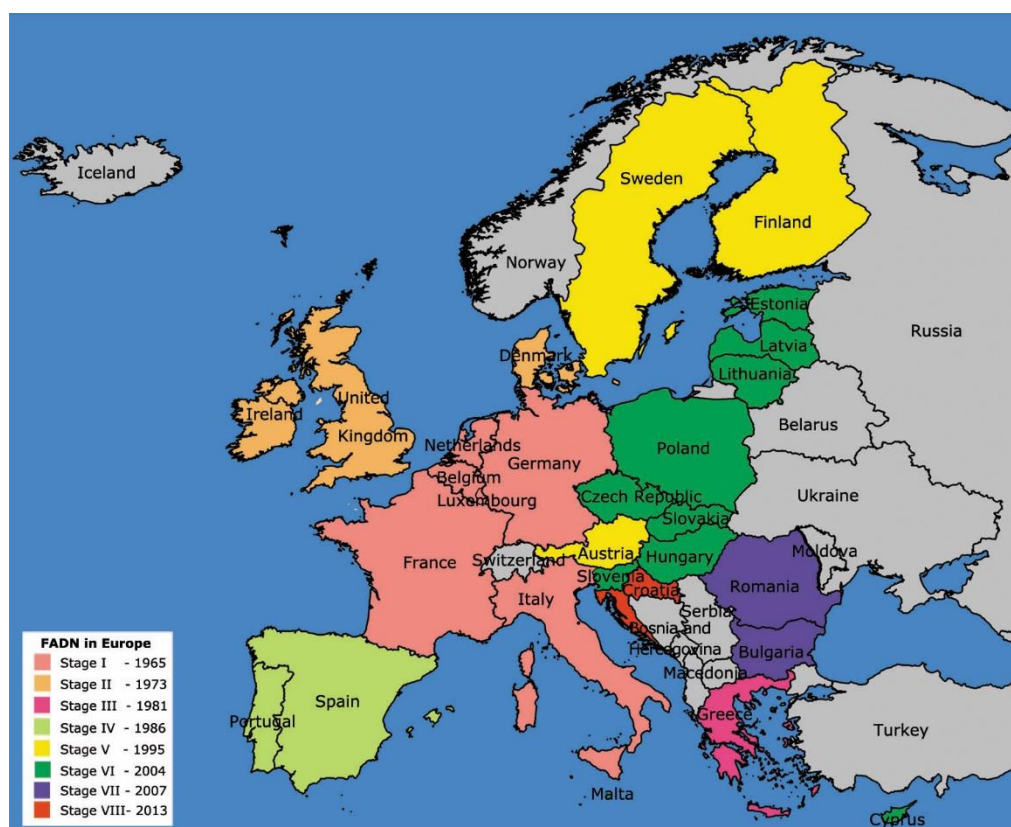 Iceland
Sweden
Finland
Norway
Russia
Estonia
Latvia
Lithuania
Denmark
United
Kingdom
Ireland
Belarus
Netherlands
Germany
Poland
Belgium
Luxembourg
Czech Republic
Ukraine
Slovakia
France
Switzerland
Austria
Hungary
Moldova
Slovenia
Croatia
Romania
Italy
Serbia
Bosnia and
Hercegovina
Bulgaria
Macedonia
Portugal
Spain
Greece
Turkey
Malta
Cyprus
FADN in Europe
Stage I - 1965
Stage II - 1973
Stage III - 1981
Stage IV - 1986
Stage V - 1995
Stage VI - 2004
Stage VII - 2007
Stage VIII- 2013